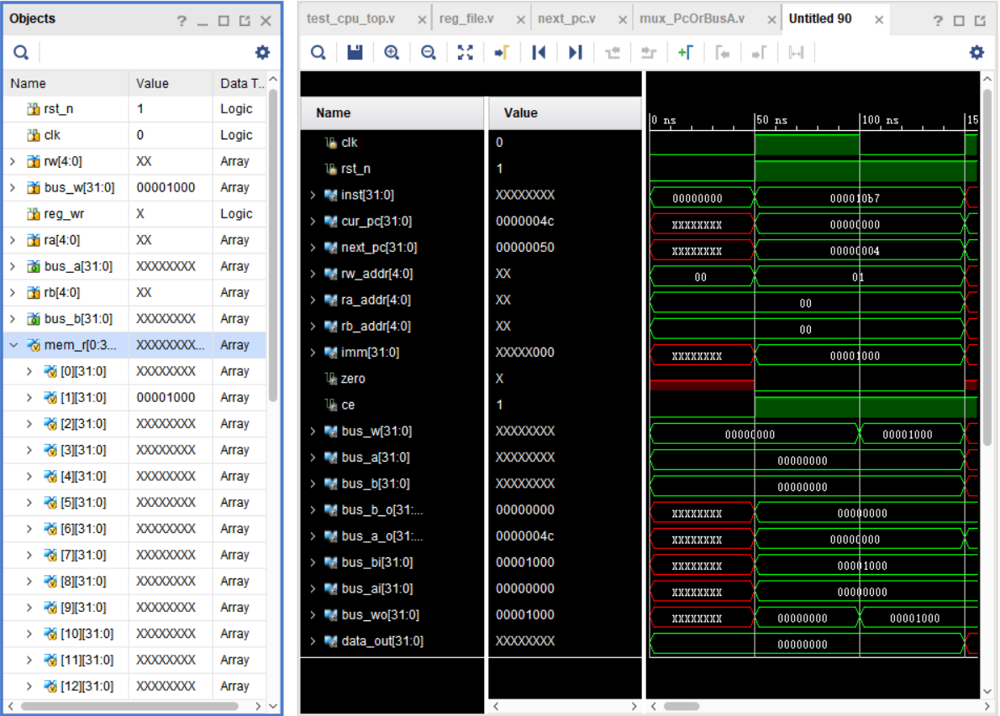 Objects
Name Value Data T...
rst_n 1 Logic
clk 0 Logic
rw[4:0] XX Array
bus_w[31:0] 00001000 Array
reg_wr X Logic
ra[4:0] XX Array
bus_a[31:0] XXXXXXXX Array
rb[4:0] XX Array
bus_b[31:0] XXXXXXXX Array
mem_r[0:3... XXXXXXXX... Array
[0][31:0] XXXXXXXX Array
[1][31:0] 00001000 Array
[2][31:0] XXXXXXXX Array
[3][31:0] XXXXXXXX Array
[4][31:0] XXXXXXXX Array
[5][31:0] XXXXXXXX Array
[6][31:0] XXXXXXXX Array
[7][31:0] XXXXXXXX Array
[8][31:0] XXXXXXXX Array
[9][31:0] XXXXXXXX Array
[10][31:0] XXXXXXXX Array
[11][31:0] XXXXXXXX Array
[12][31:0] XXXXXXXX Array
test_cpu_top.v reg_file.v next_pc.v mux_PcOrBusA.v Untitled 90
Name Value
0 ns 50 ns 100 ns 15
clk 0
rst_n 1
inst[31:0] XXXXXXXX 00000000 000010b7
cur_pc[31:0] 0000004c XXXXXXXX 00000000
next_pc[31:0] 00000050 XXXXXXXX 00000004
rw_addr[4:0] XX 00 01
ra_addr[4:0] XX 00
rb_addr[4:0] XX 00
imm[31:0] XXXXX000 XXXXXXXX 00001000
zero X
ce 1
bus_w[31:0] XXXXXXXX 00000000 00001000
bus_a[31:0] XXXXXXXX 00000000
bus_b[31:0] XXXXXXXX 00000000
bus_b_o[31:... 00000000 XXXXXXXX 00000000
bus_a_o[31:... 0000004c XXXXXXXX 00000000
bus_bi[31:0] 00001000 XXXXXXXX 00001000
bus_ai[31:0] 00000000 XXXXXXXX 00000000
bus_wo[31:0] 00001000 XXXXXXXX 00000000 00001000
data_out[31:0] XXXXXXXX 00000000